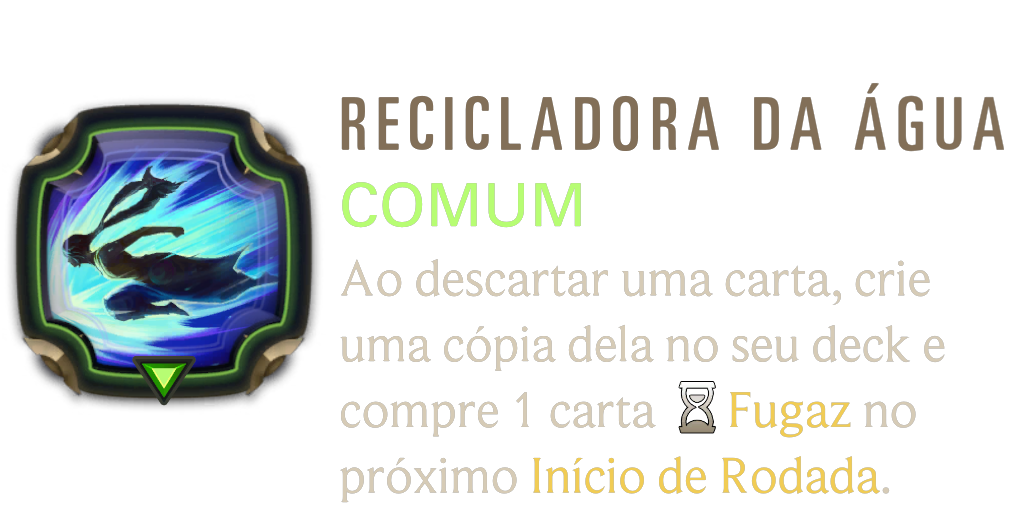 RECICLADORA DA ÁGUA
COMUM
Ao descartar uma carta, crie
uma cópia dela no seu deck e
compre 1 carta Fugaz no
próximo Início de Rodada.